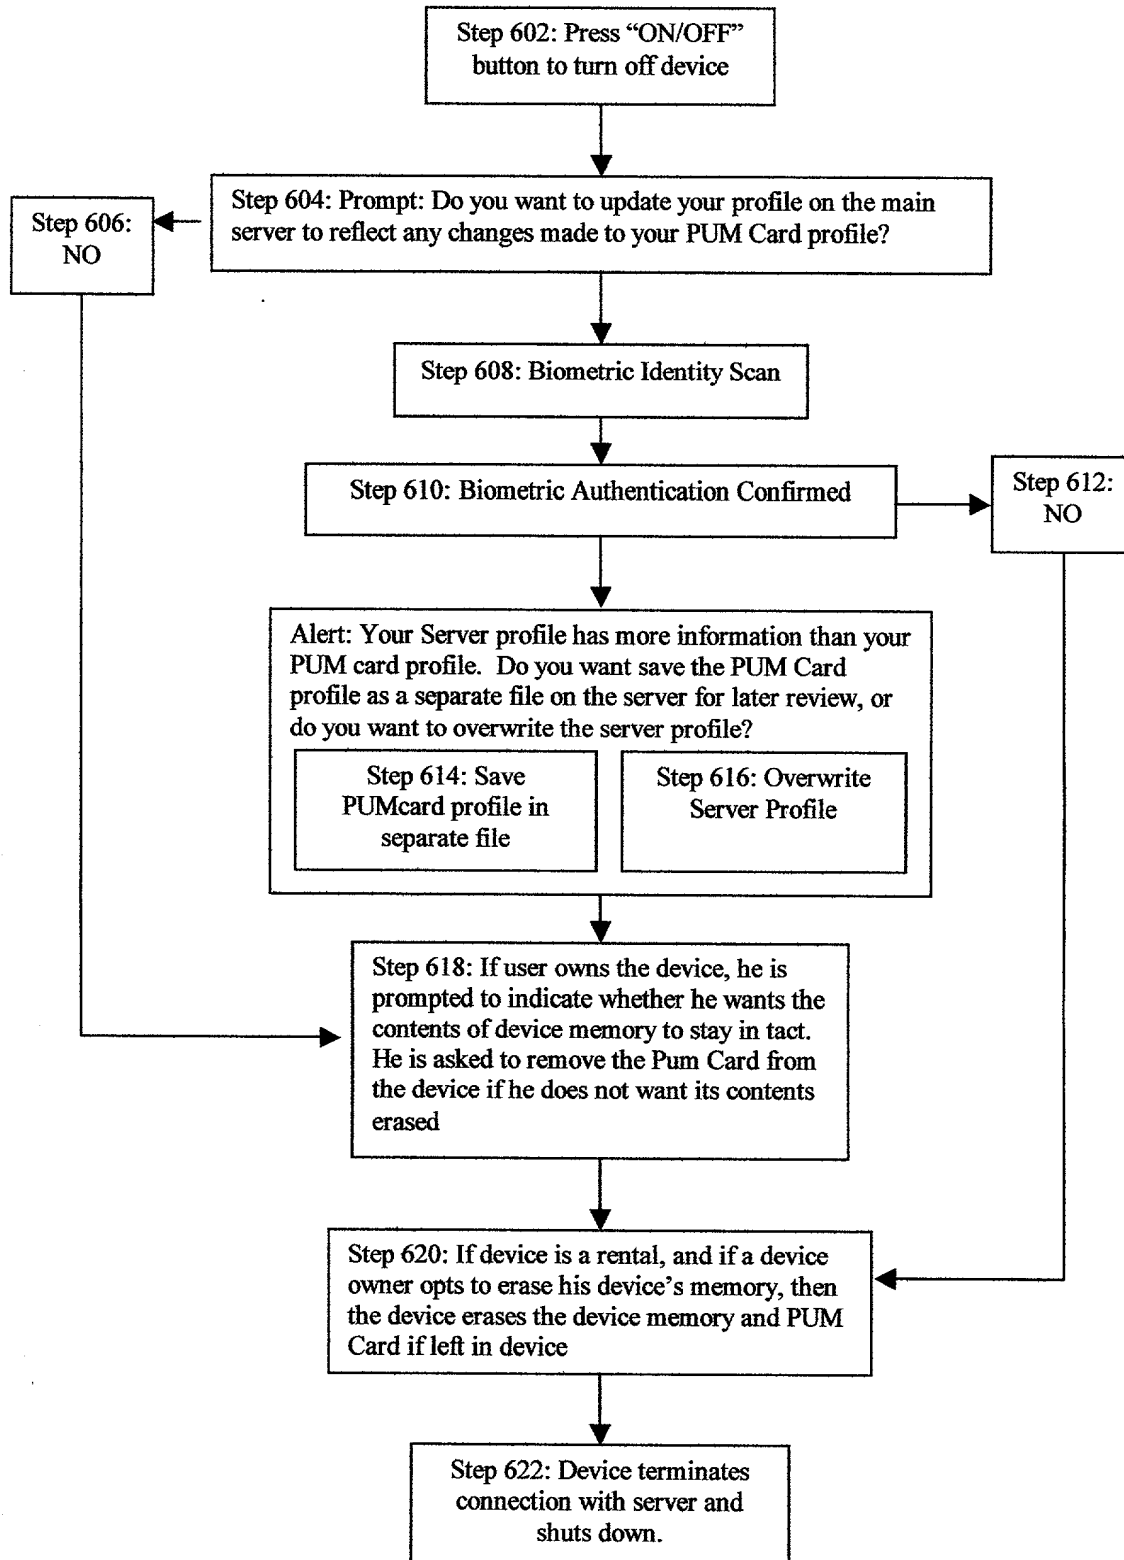 Step 602: Press “ON/OFF”
button to turn off device
Step 604: Prompt: Do you want to update your profile on the main
server to reflect any changes made to your PUM Card profile?
Step 606:
NO
Step 608: Biometric Identity Scan
Step 610: Biometric Authentication Confirmed
Step 612:
NO
Alert: Your Server profile has more information than your
PUM card profile. Do you want save the PUM Card
profile as a separate file on the server for later review, or
do you want to overwrite the server profile?
Step 614: Save
PUMcard profile in
separate file
Step 616: Overwrite
Server Profile
Step 618: If user owns the device, he is
prompted to indicate whether he wants the
contents of device memory to stay in tact.
He is asked to remove the Pum Card from
the device if he does not want its contents
erased
Step 620: If device is a rental, and if a device
owner opts to erase his device’s memory, then
the device erases the device memory and PUM
Card if left in device
Step 622: Device terminates
connection with server and
shuts down.